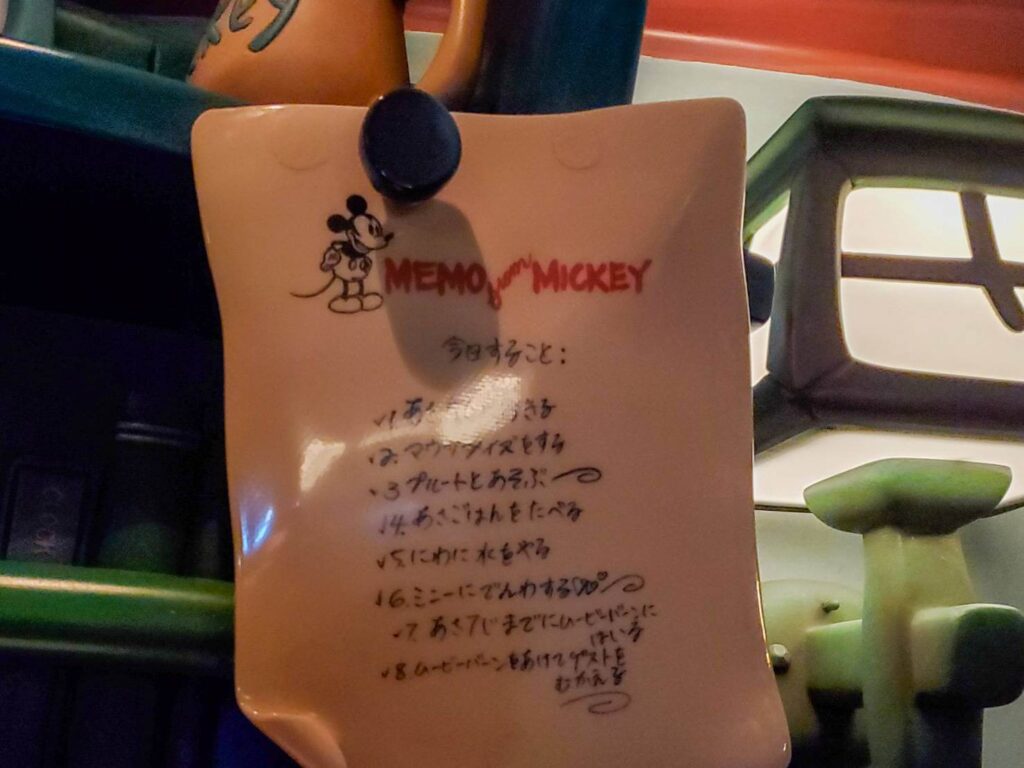 key
MEMO from MICKEY
今日すること:
1. あさ きる
2. マウササイズをする
3 プルートとあそぶ
4. あさごはんをたべる
5. にわに水をやる
6. ミニーにでんわする
7. あさ7じまでにムービーバーンに
はいる
8. ムービーバーンをあけてゲストを
むかえる